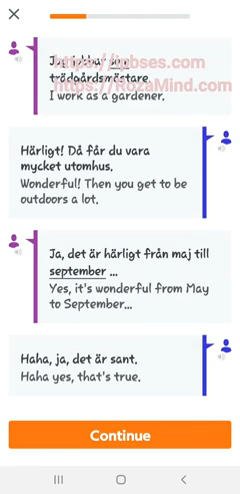 Jag jobbar som
https://labses.com
trädgårdsmästare.
https://RozaMind.com
I work as a gardener.
Härligt! Då får du vara
mycket utomhus.
Wonderful! Then you get to be
outdoors a lot.
Ja, det är härligt från maj till
september ...
Yes, it's wonderful from May
to September...
Haha, ja, det är sant.
Haha yes, that's true.
Continue